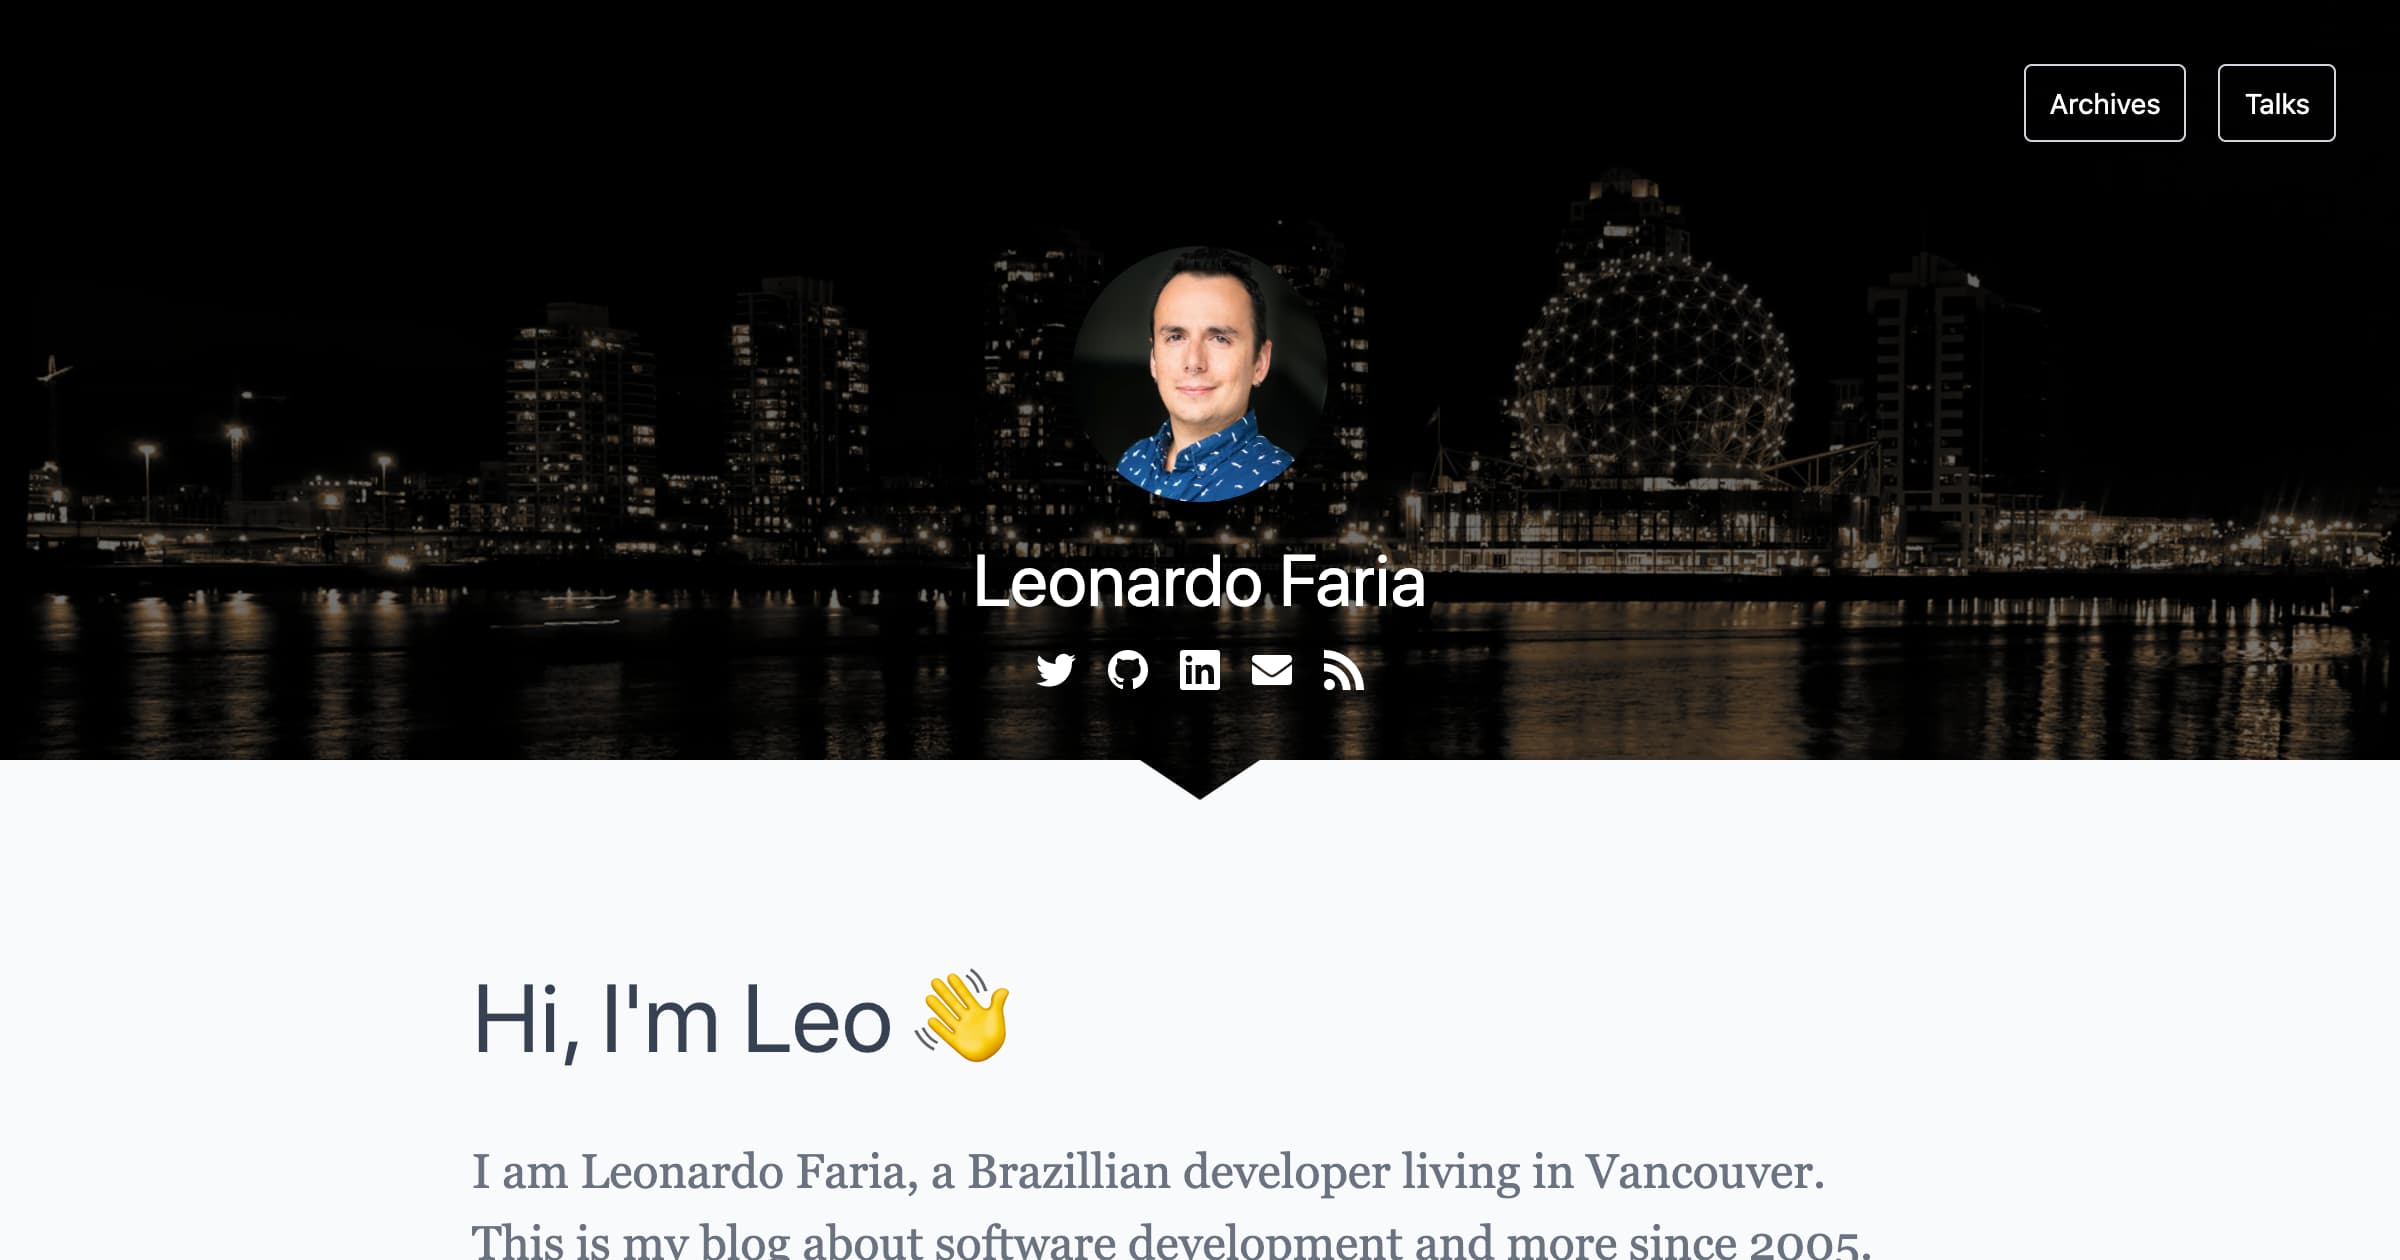 Archives Talks
Leonardo Faria
Hi, I'm Leo 👋
I am Leonardo Faria, a Brazillian developer living in Vancouver.
This is my blog about software development and more since 2005.